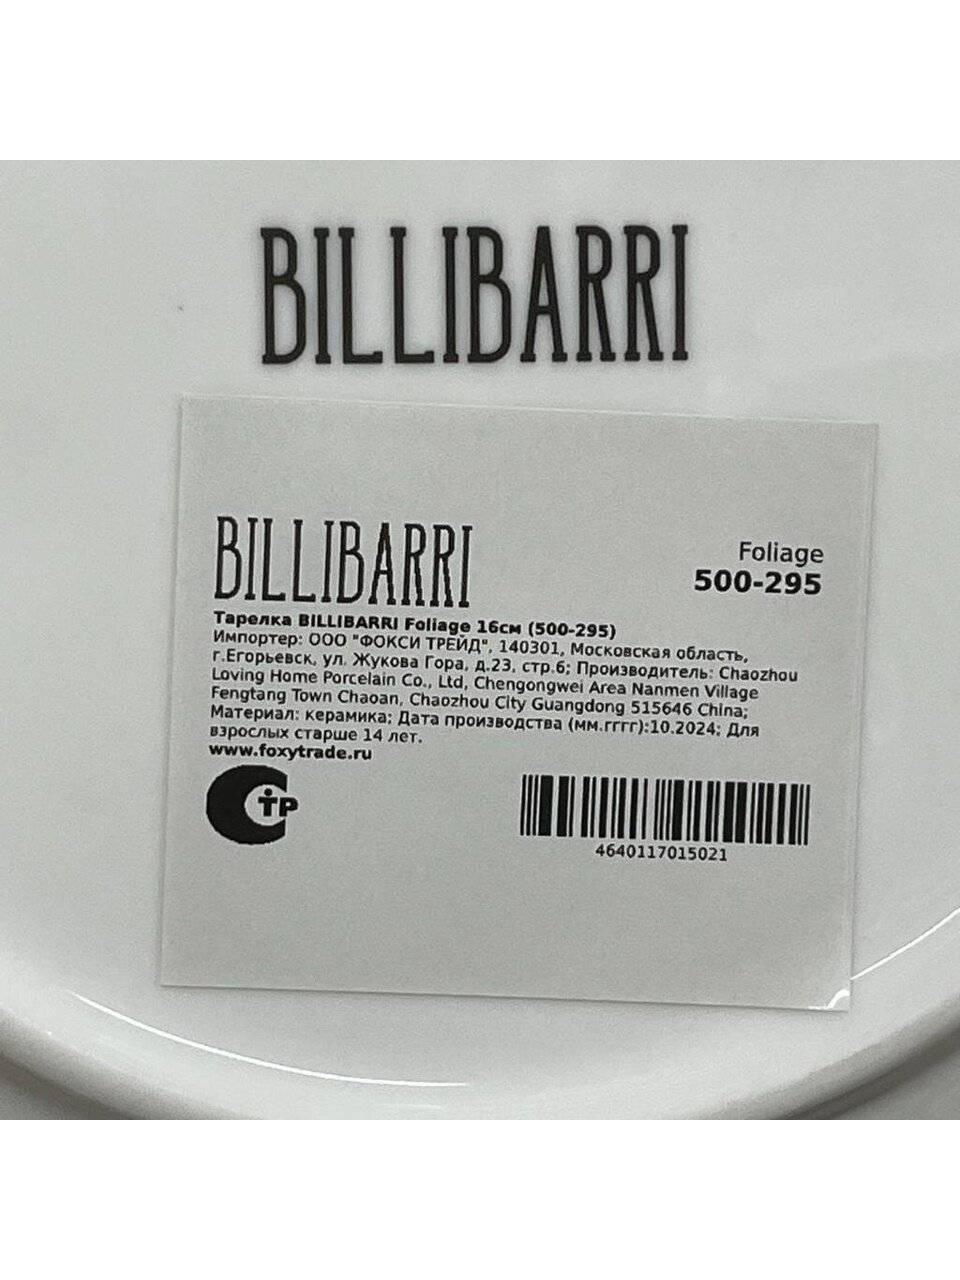 BILLIBARRI
BILLIBARRI
Foliage
500-295
Тарелка BILLIBARRI Foliage 16см (500-295)
Импортер: ООО "ФОКСИ ТРЕЙД", 140301, Московская область,
г.Егорьевск, ул. Жукова Гора, д.23, стр.6; Производитель: Chaozhou
Loving Home Porcelain Co., Ltd, Chengongwei Area Nanmen Village
Fengtang Town Chaoan, Chaozhou City Guangdong 515646 China;
Материал: керамика; Дата производства (мм.гггг):10.2024; Для
взрослых старше 14 лет.
www.foxytrade.ru
СТР
4640117015021